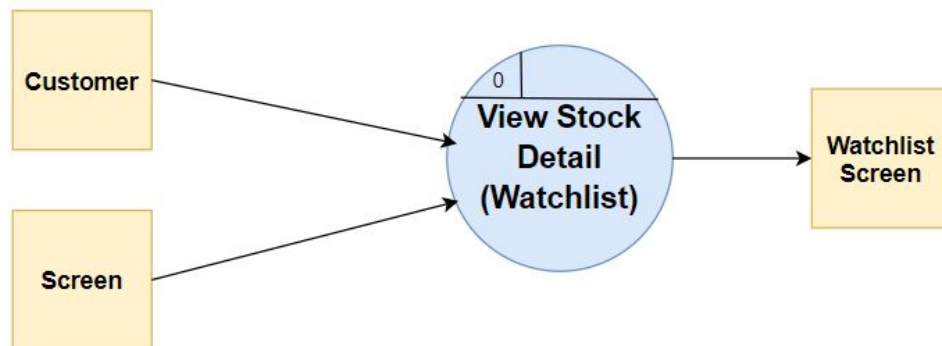 Customer
0
View Stock
Detail
(Watchlist)
Watchlist
Screen
Screen